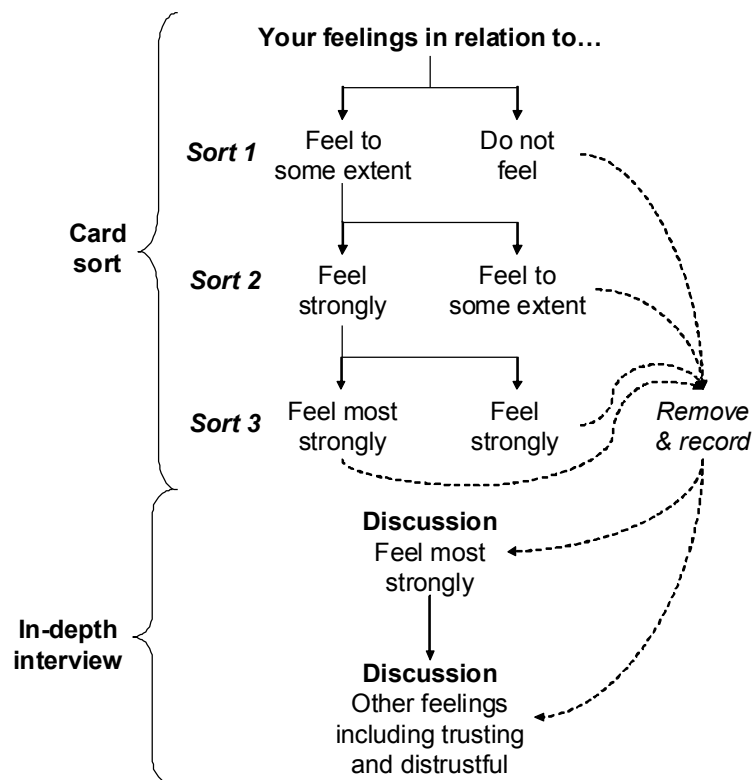 Your feelings in relation to…
Sort 1
Feel to
some extent
Do not
feel
Card
sort
Sort 2
Feel
strongly
Feel to
some extent
Sort 3
Feel most
strongly
Feel
strongly
Remove
& record
Discussion
Feel most
strongly
In-depth
interview
Discussion
Other feelings
including trusting
and distrustful